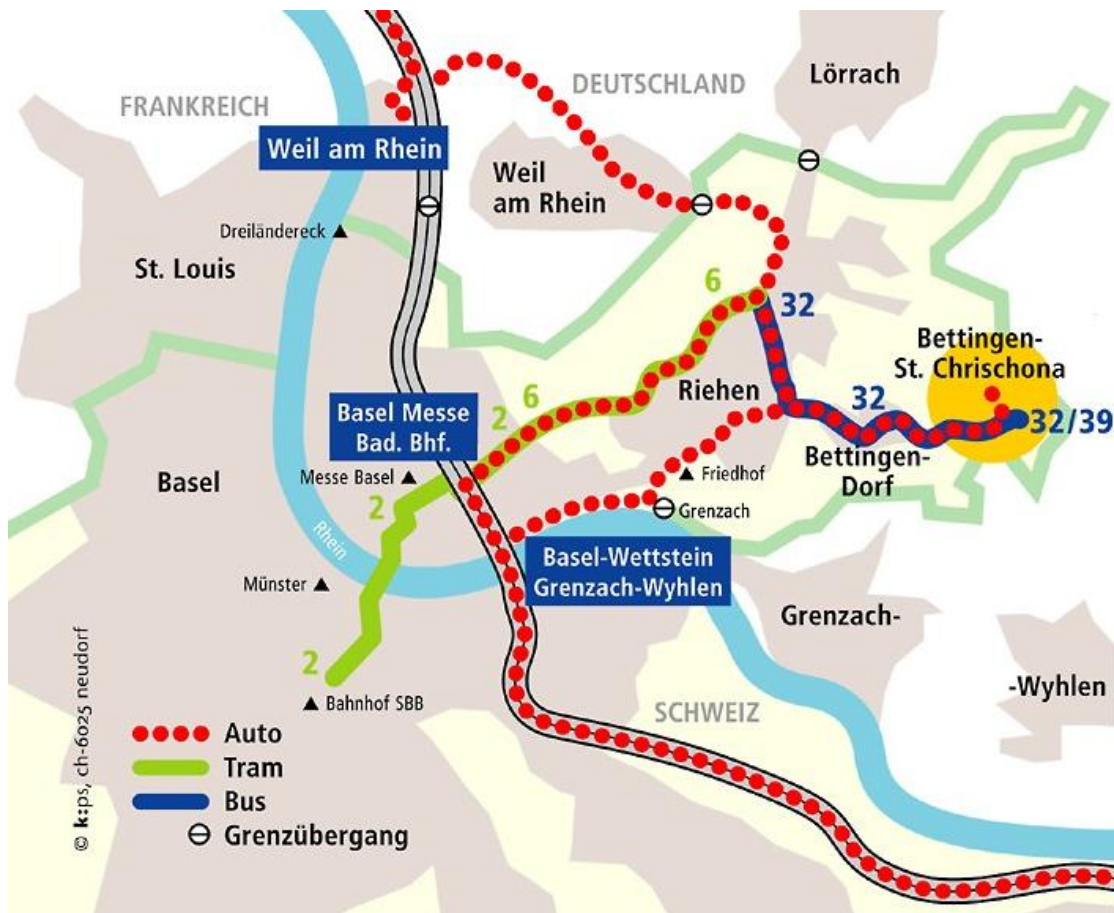 FRANKREICH
DEUTSCHLAND
Lörrach
Weil am Rhein
Weil
am Rhein
Dreiländereck
St. Louis
6
32
Bettingen-
St. Chrischona
Riehen
32
32/39
Basel Messe
Bad. Bhf.
2
6
Bettingen-
Dorf
Basel
Messe Basel
Friedhof
2
Grenzach
Rhein
Basel-Wettstein
Grenzach-Wyhlen
Münster
Grenzach-
2
-Wyhlen
Bahnhof SBB
SCHWEIZ
Auto
Tram
Bus
Grenzübergang
© k:ps, ch-6025 neudorf